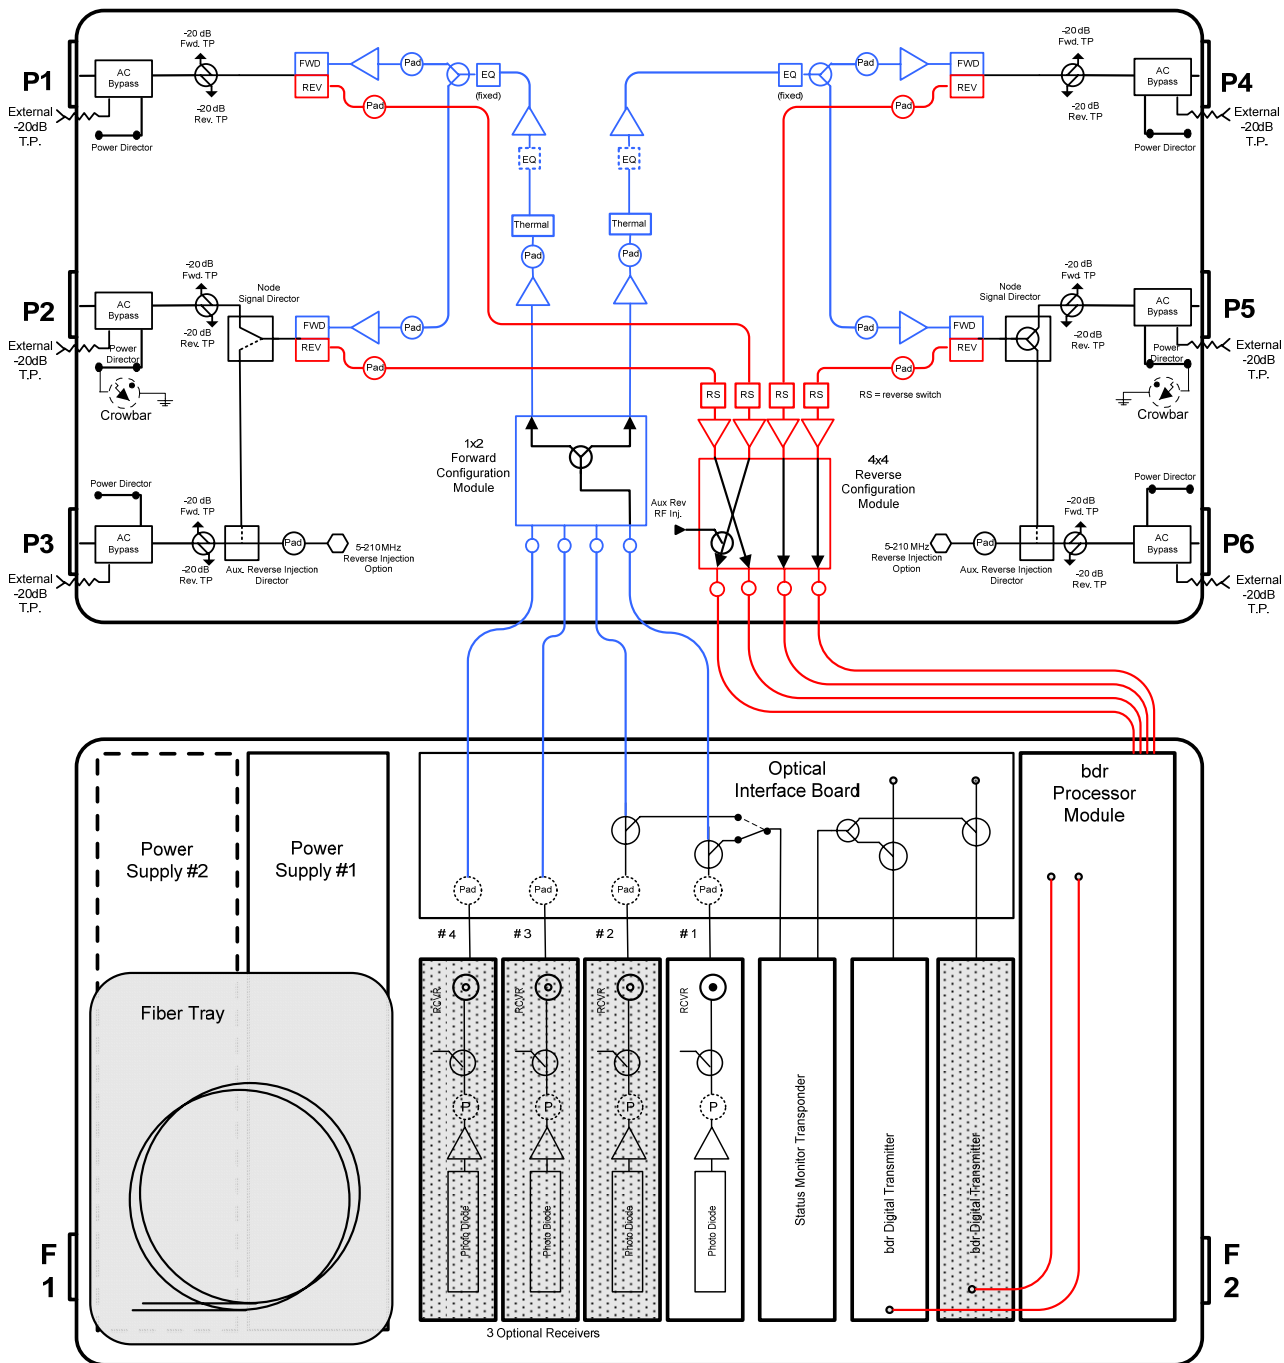 P1
AC
Bypass
-20 dB
Fwd. TP
-20 dB
Rev. TP
External
-20dB
T.P.
Power Director
FWD
REV
Pad
Pad
EQ
(fixed)
EQ
Thermal
Pad
EQ
(fixed)
EQ
Thermal
Pad
Pad
Pad
FWD
REV
-20 dB
Fwd. TP
-20 dB
Rev. TP
AC
Bypass
Power Director
P4
External
-20dB
T.P.
P2
AC
Bypass
-20 dB
Fwd. TP
-20 dB
Rev. TP
External
-20dB
T.P.
Power
Director
Crowbar
Node
Signal Director
FWD
REV
Pad
Pad
Pad
Pad
FWD
REV
Node
Signal Director
-20 dB
Fwd. TP
-20 dB
Rev. TP
AC
Bypass
Power
Director
Crowbar
P5
External
-20dB
T.P.
RS
RS
RS
RS
RS = reverse switch
1x2
Forward
Configuration
Module
4x4
Reverse
Configuration
Module
Aux Rev
RF Inj.
P3
Power Director
AC
Bypass
-20 dB
Fwd. TP
-20 dB
Rev. TP
External
-20dB
T.P.
Pad
Aux. Reverse Injection
Director
5-210 MHz
Reverse Injection
Option
5-210 MHz
Reverse Injection
Option
Pad
Aux. Reverse Injection
Director
-20 dB
Fwd. TP
-20 dB
Rev. TP
Power Director
AC
Bypass
P6
External
-20dB
T.P.
Power
Supply #2
Power
Supply #1
Optical
Interface Board
bdr
Processor
Module
Pad
Pad
Pad
Pad
# 4
# 3
# 2
# 1
Fiber Tray
RCVR
RCVR
RCVR
RCVR
P
P
P
P
Photo Diode
Photo Diode
Photo Diode
Photo Diode
Status Monitor Transponder
bdr Digital Transmitter
bdr Digital Transmitter
F
1
F
2
3 Optional Receivers